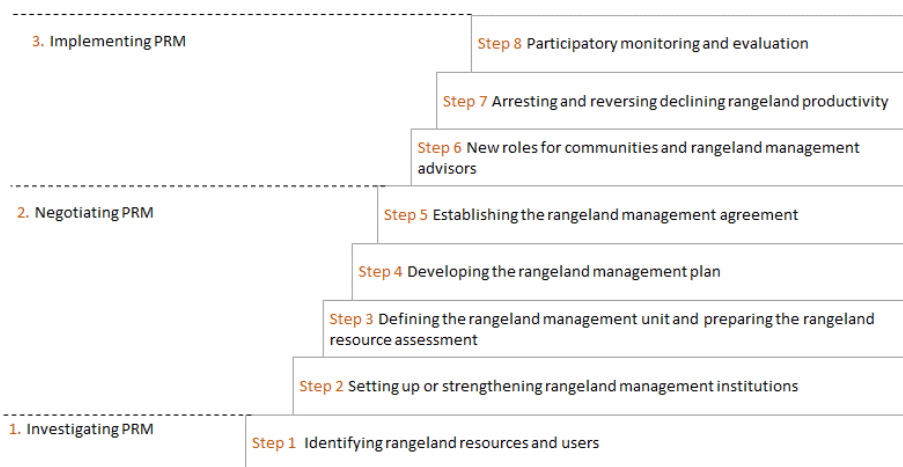 3. Implementing PRM
Step 8 Participatory monitoring and evaluation
Step 7 Arresting and reversing declining rangeland productivity
Step 6 New roles for communities and rangeland management
advisors
2. Negotiating PRM
Step 5 Establishing the rangeland management agreement
Step 4 Developing the rangeland management plan
Step 3 Defining the rangeland management unit and preparing the rangeland
resource assessment
Step 2 Setting up or strengthening rangeland management institutions
1. Investigating PRM
Step 1 Identifying rangeland resources and users